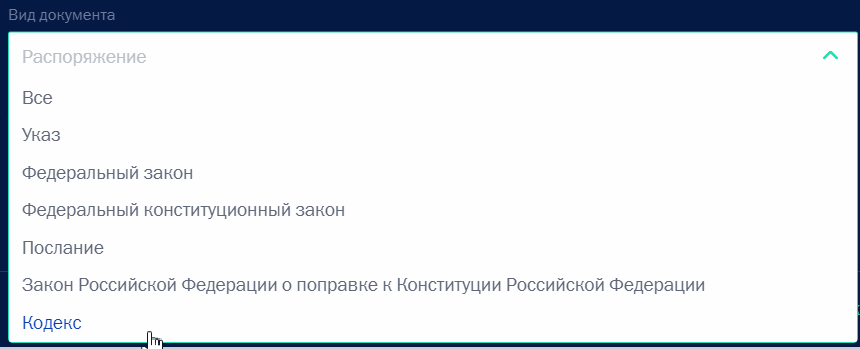 Вид документа
Распоряжение
Все
Указ
Федеральный закон
Федеральный конституционный закон
Послание
Закон Российской Федерации о поправке к Конституции Российской Федерации
Кодекс